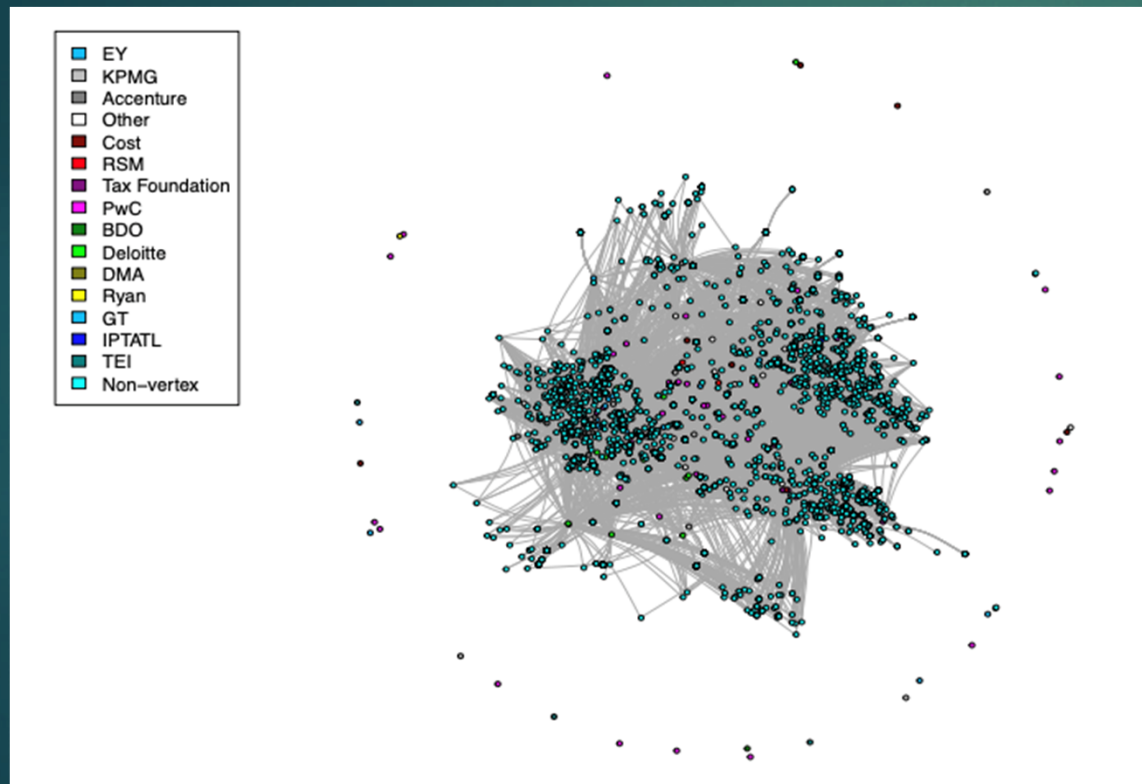 EY
KPMG
Accenture
Other
Cost
RSM
Tax Foundation
PwC
BDO
Deloitte
DMA
Ryan
GT
IPTATL
TEI
Non−vertex